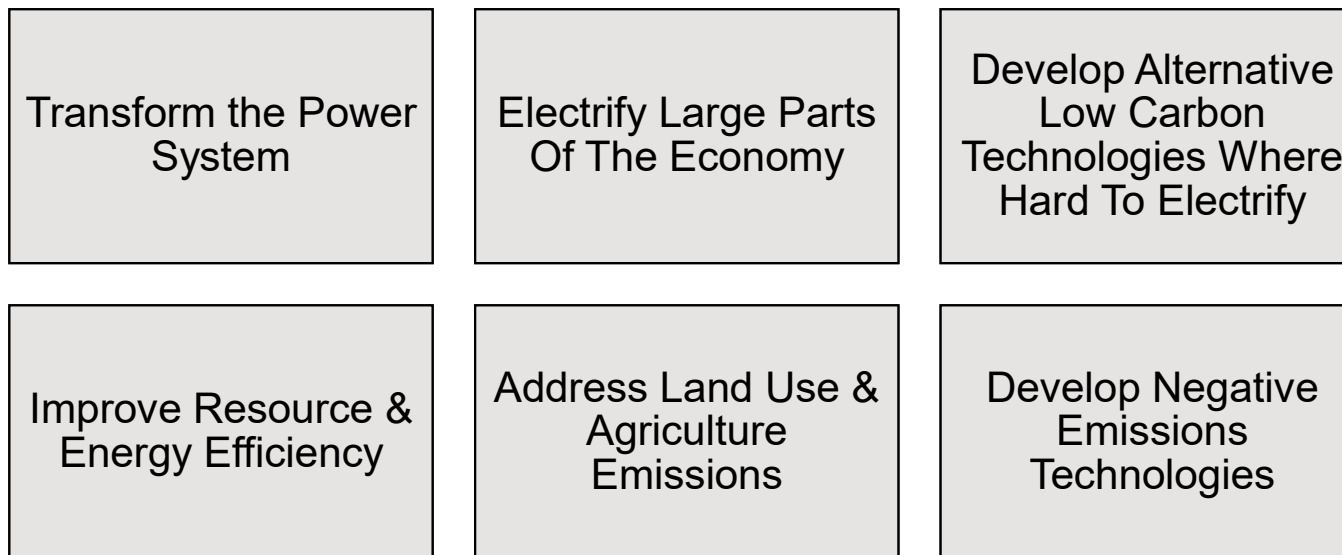 Transform the Power
System
Electrify Large Parts
Of The Economy
Develop Alternative
Low Carbon
Technologies Where
Hard To Electrify
Improve Resource &
Energy Efficiency
Address Land Use &
Agriculture
Emissions
Develop Negative
Emissions
Technologies